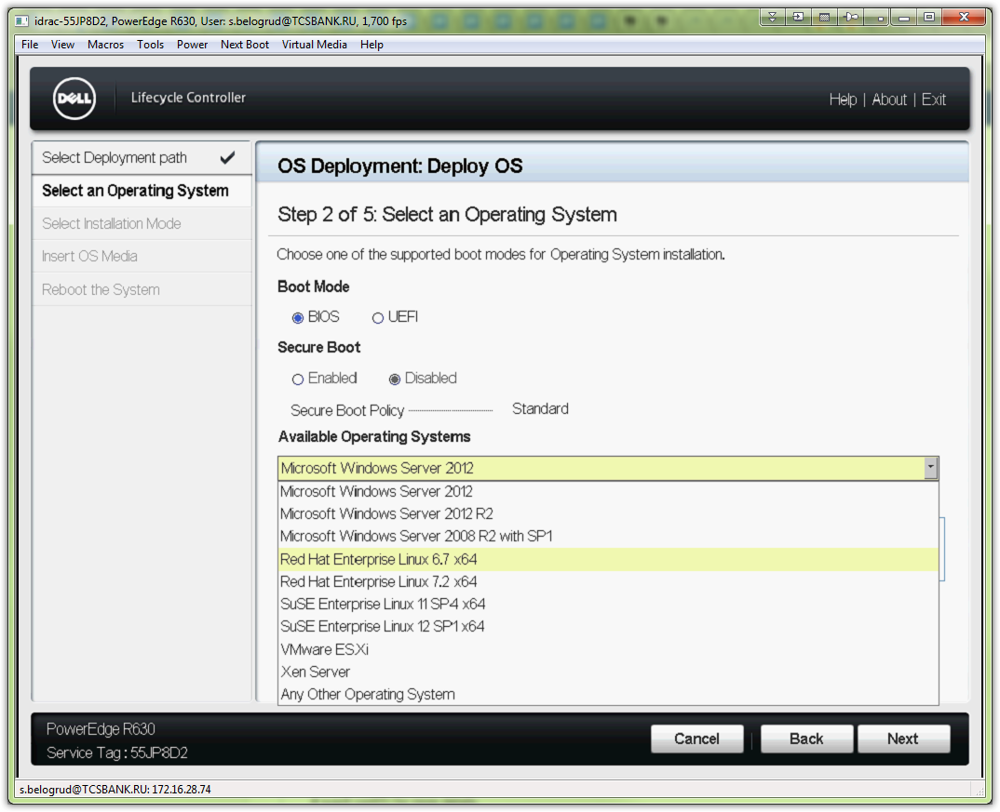 idrac-55JP8D2, PowerEdge R630, User: s.belogrud@TCSBANK.RU, 1,700 fps
File View Macros Tools Power Next Boot Virtual Media Help
DELL Lifecycle Controller Help | About | Exit
Select Deployment path
Select an Operating System
Select Installation Mode
Insert OS Media
Reboot the System
OS Deployment: Deploy OS
Step 2 of 5: Select an Operating System
Choose one of the supported boot modes for Operating System installation.
Boot Mode
BIOS UEFI
Secure Boot
Enabled Disabled
Secure Boot Policy Standard
Available Operating Systems
Microsoft Windows Server 2012
Microsoft Windows Server 2012
Microsoft Windows Server 2012 R2
Microsoft Windows Server 2008 R2 with SP1
Red Hat Enterprise Linux 6.7 x64
Red Hat Enterprise Linux 7.2 x64
SuSE Enterprise Linux 11 SP4 x64
SuSE Enterprise Linux 12 SP1 x64
VMware ESXi
Xen Server
Any Other Operating System
PowerEdge R630
Service Tag : 55JP8D2
Cancel Back Next
s.belogrud@TCSBANK.RU: 172.16.28.74